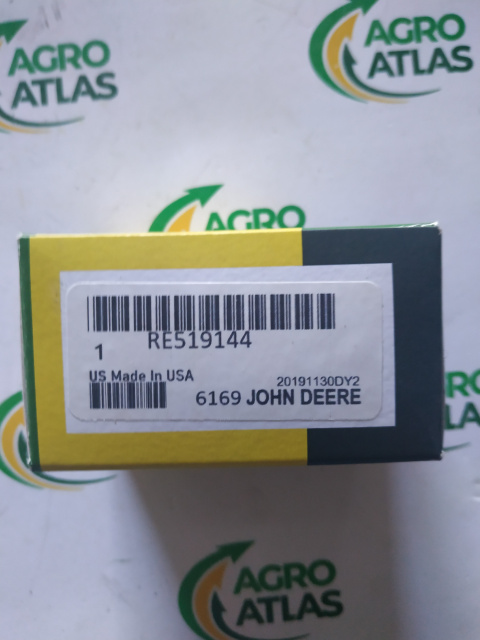 AGRO
ATLAS
AGRO
ATLAS
AGRO
RE519144
1
US Made In USA
20191130DY2
6169 JOHN DEERE
AGRO
ATLAS